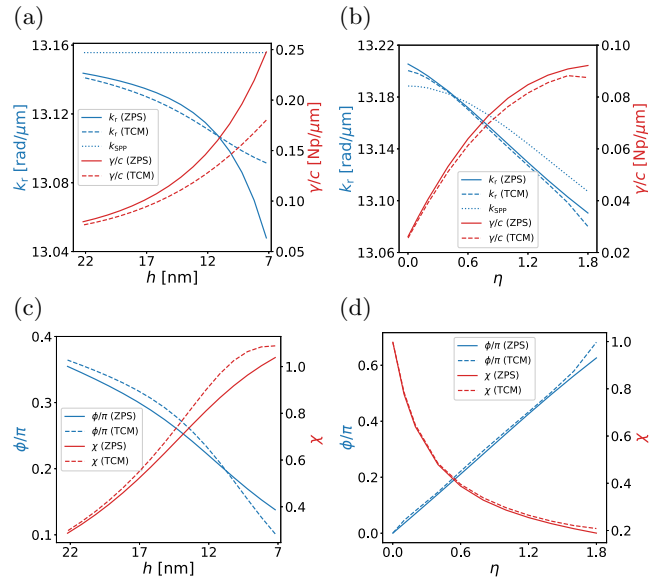 (a)
13.16
13.12
13.08
13.04
k_r [rad/μm]
k_r (ZPS)
k_r (TCM)
k_SPP
γ/c (ZPS)
γ/c (TCM)
0.25
0.20
0.15
0.10
0.05
γ/c [Np/μm]
22 17 12 7
h [nm]
(b)
13.22
13.18
13.14
13.10
13.06
k_r [rad/μm]
k_r (ZPS)
k_r (TCM)
k_SPP
γ/c (ZPS)
γ/c (TCM)
0.10
0.08
0.06
0.04
0.02
γ/c [Np/μm]
0.0 0.6 1.2 1.8
η
(c)
0.4
0.3
0.2
0.1
ϕ/π
ϕ/π (ZPS)
ϕ/π (TCM)
χ (ZPS)
χ (TCM)
1.0
0.8
0.6
0.4
χ
22 17 12 7
h [nm]
(d)
0.6
0.4
0.2
0.0
ϕ/π
ϕ/π (ZPS)
ϕ/π (TCM)
χ (ZPS)
χ (TCM)
1.0
0.8
0.6
0.4
0.2
χ
0.0 0.6 1.2 1.8
η